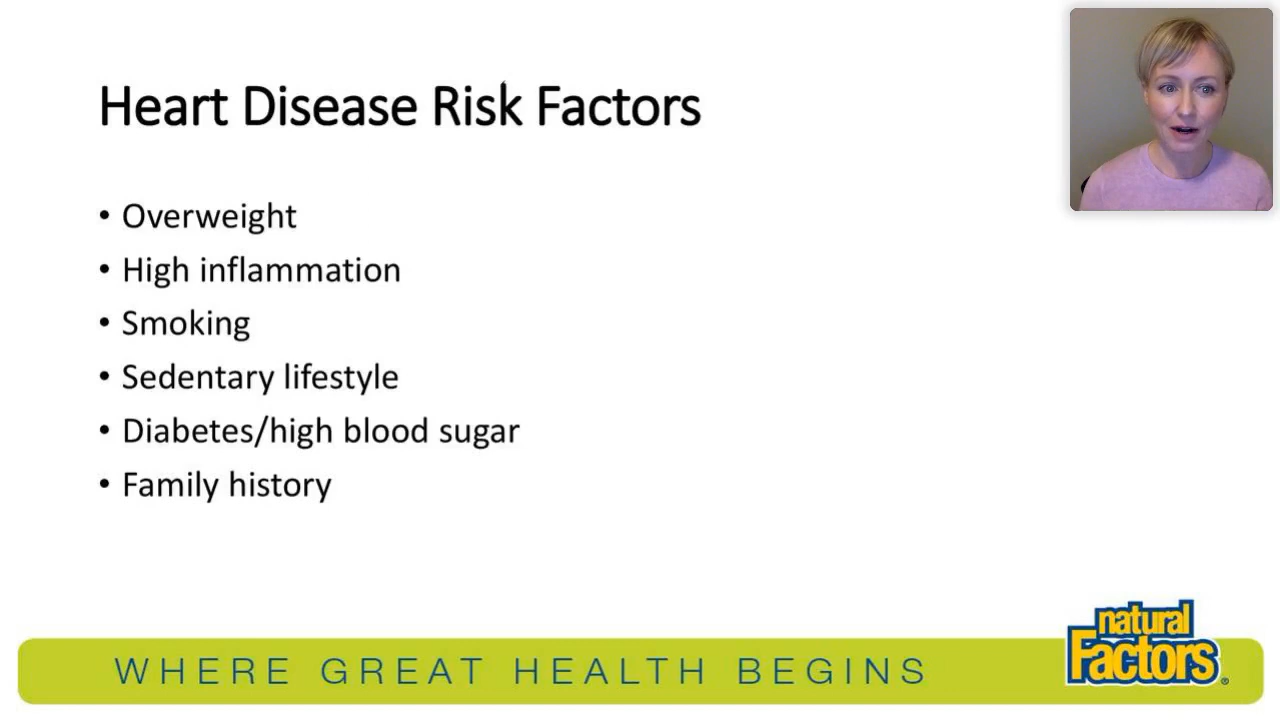 Heart Disease Risk Factors
• Overweight
• High inflammation
• Smoking
• Sedentary lifestyle
• Diabetes/high blood sugar
• Family history
WHERE GREAT HEALTH BEGINS
natural
Factors®